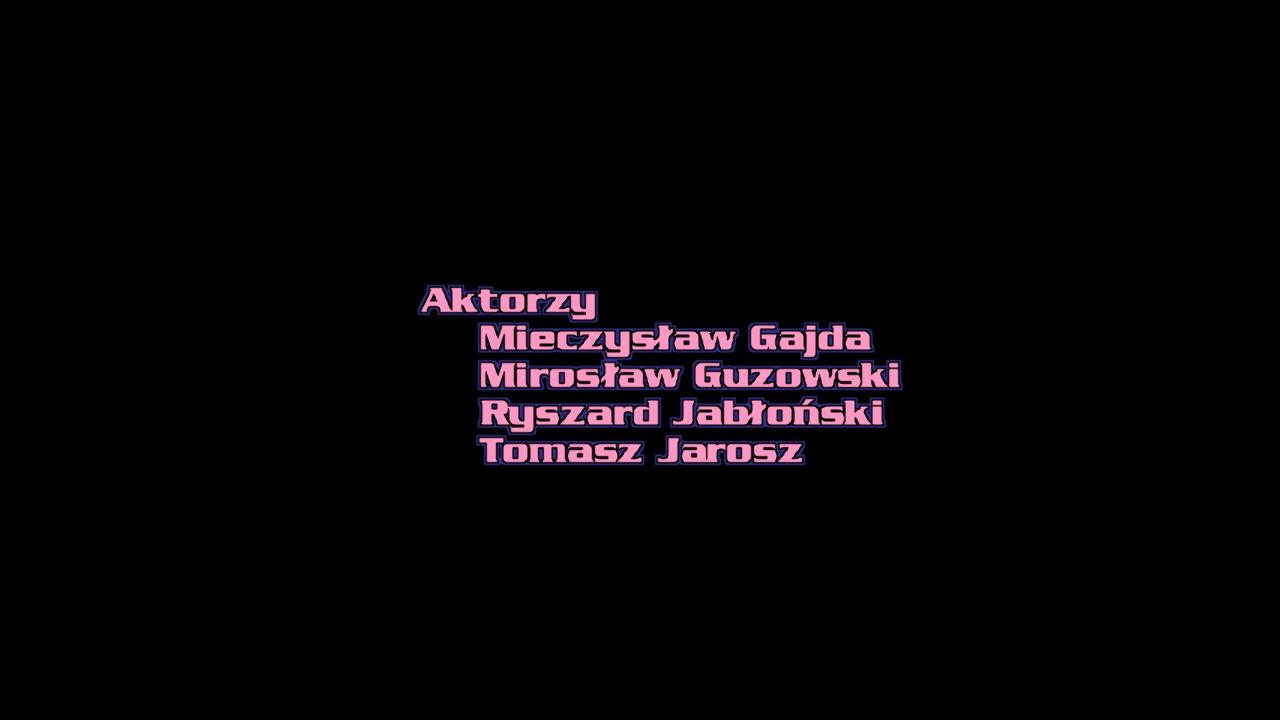 Aktorzy
Mieczysław Gajda
Mirosław Guzowski
Ryszard Jabłoński
Tomasz Jarosz